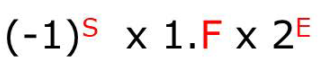 (-1)ˢ x 1.F x 2ᴱ